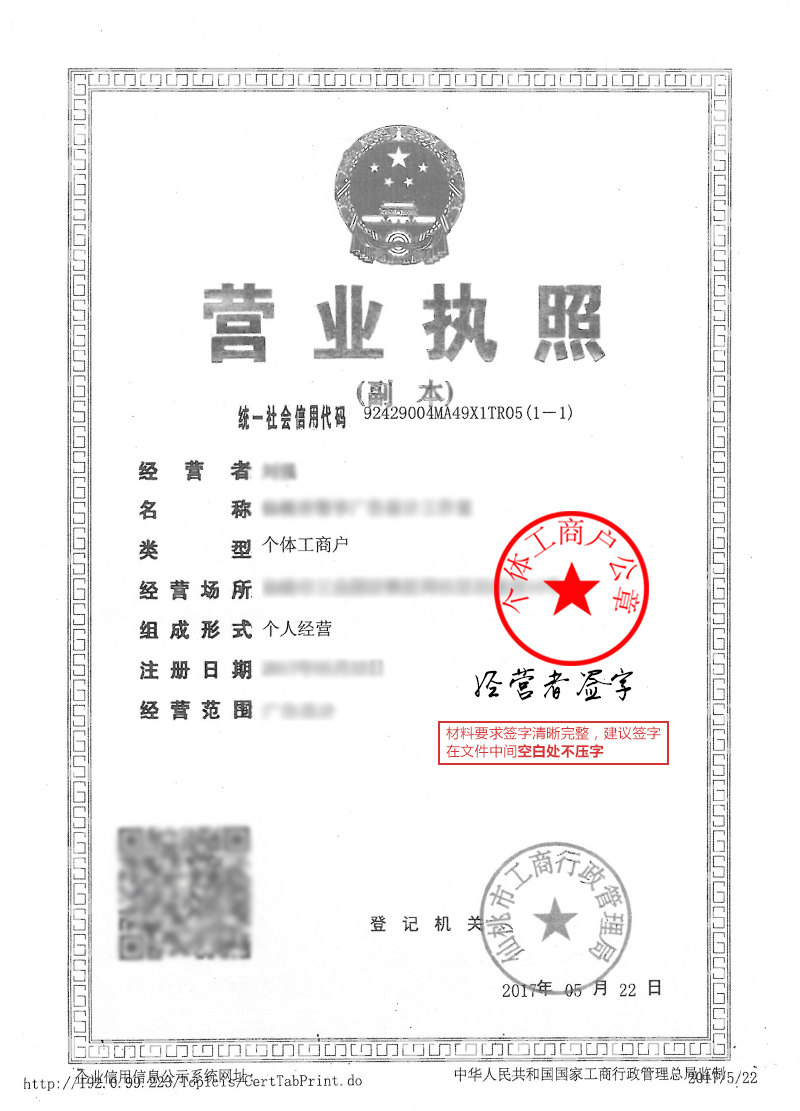 营业执照
(副 本)
统一社会信用代码 92429004MA49X1TR05(1-1)
经营者
名称
类型 个体工商户
经营场所
组成形式 个人经营
注册日期
经营范围
个体工商户公章
经营者签字
材料要求签字清晰完整，建议签字
在文件中间空白处不压字
登记机关
仙桃市工商行政管理局
2017年 05 月 22 日
企业信用信息公示系统网址:
中华人民共和国国家工商行政管理总局监制
http://192.0.99.223/TopicIs/CertTabPrint.do
2017/5/22